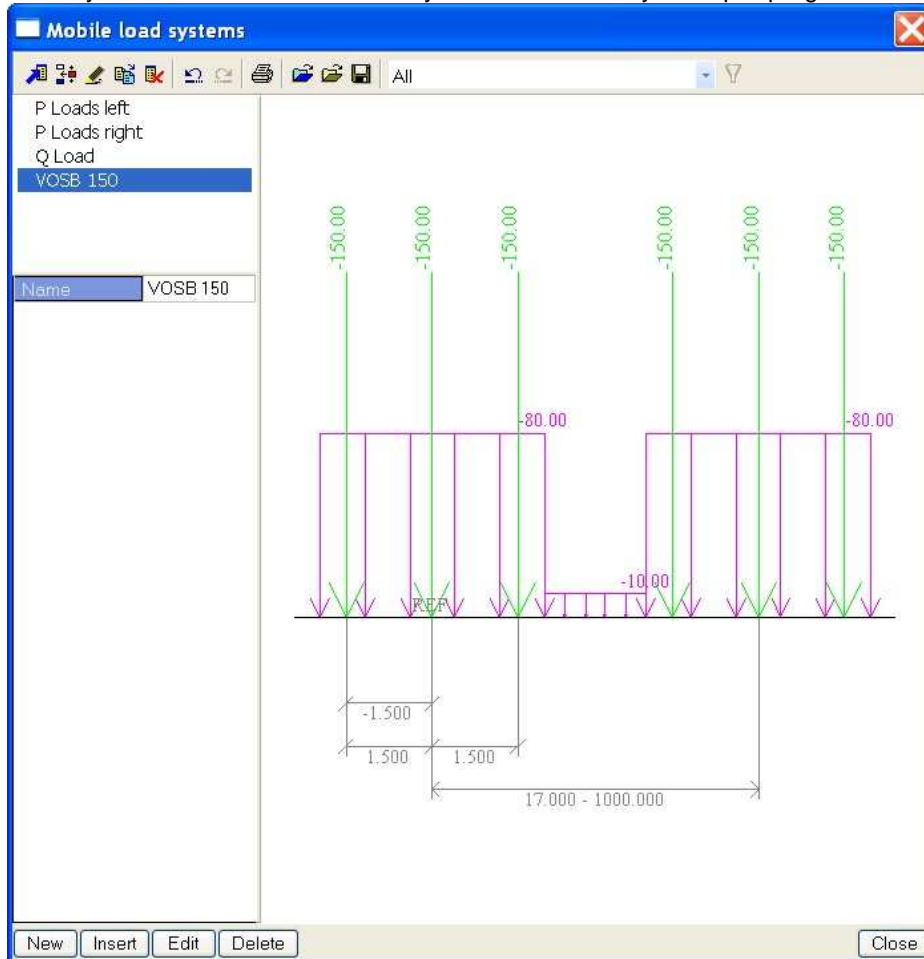 Mobile load systems
All
P Loads left
P Loads right
Q Load
VOSB 150
Name VOSB 150
-150.00 -150.00 -150.00 -150.00 -150.00 -150.00
-80.00 -80.00
-10.00
REF
-1.500
1.500 1.500
17.000 - 1000.000
New Insert Edit Delete Close